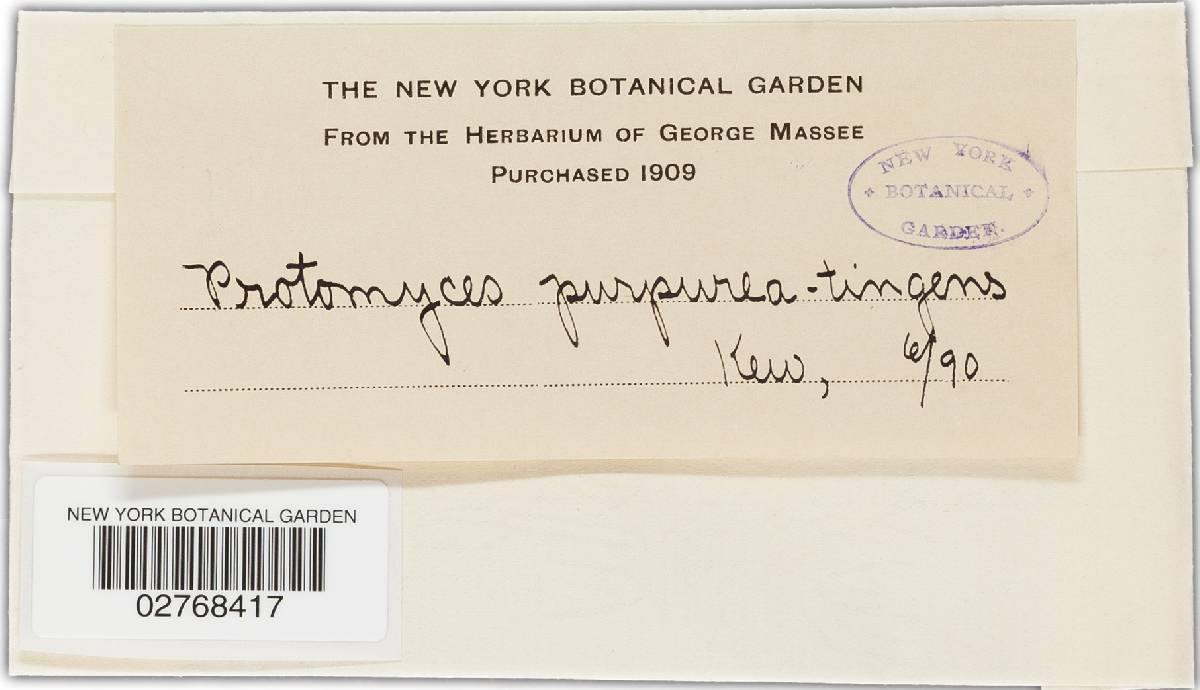 THE NEW YORK BOTANICAL GARDEN
FROM THE HERBARIUM OF GEORGE MASSEE
PURCHASED 1909
NEW YORK
BOTANICAL
GARDEN.
Protomyces purpurea-tingens
Kew, 6/90
NEW YORK BOTANICAL GARDEN
02768417